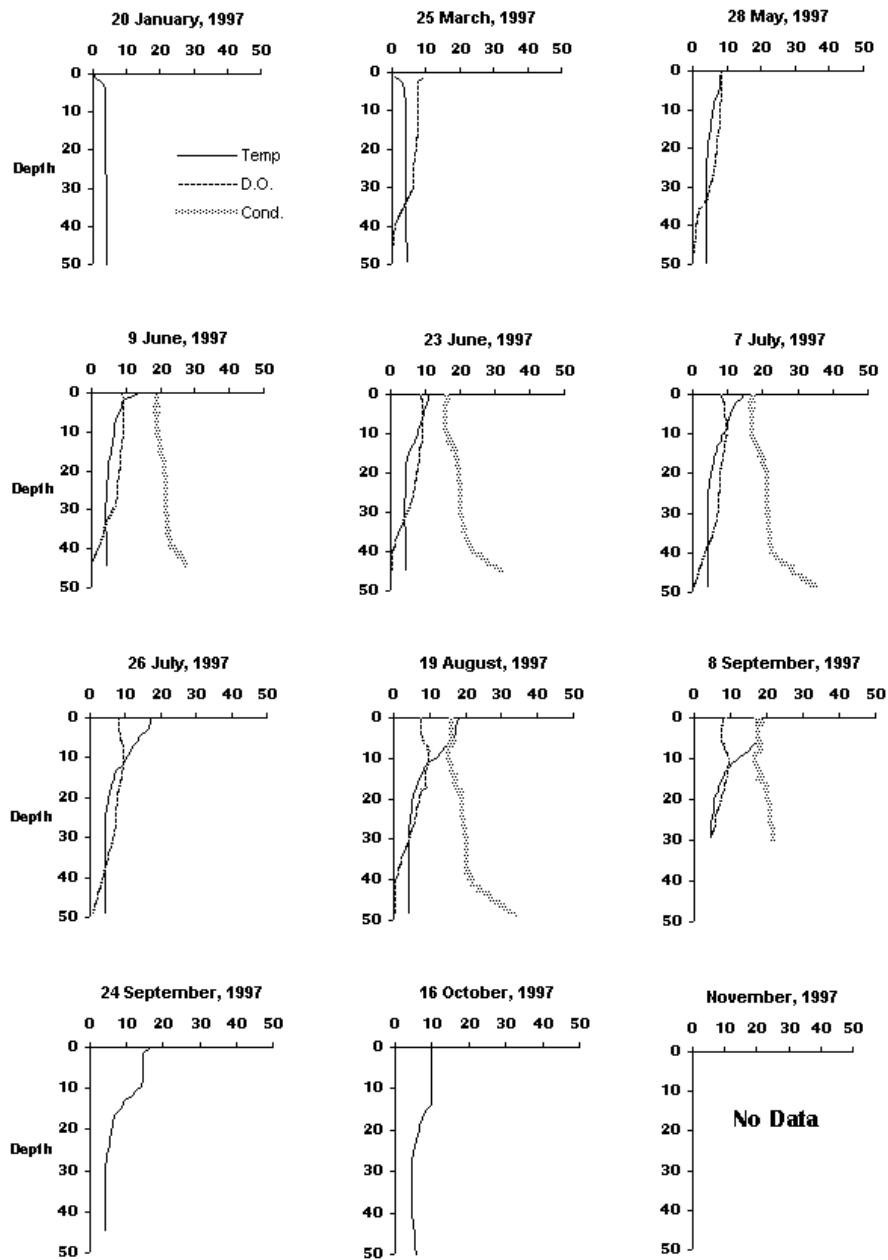 20 January, 1997
0 10 20 30 40 50
0
10
20
30
40
50
Depth
Temp
D.O.
Cond.
25 March, 1997
0 10 20 30 40 50
0
10
20
30
40
50
28 May, 1997
0 10 20 30 40 50
0
10
20
30
40
50
9 June, 1997
0 10 20 30 40 50
0
10
20
30
40
50
Depth
23 June, 1997
0 10 20 30 40 50
0
10
20
30
40
50
7 July, 1997
0 10 20 30 40 50
0
10
20
30
40
50
26 July, 1997
0 10 20 30 40 50
0
10
20
30
40
50
Depth
19 August, 1997
0 10 20 30 40 50
0
10
20
30
40
50
8 September, 1997
0 10 20 30 40 50
0
10
20
30
40
50
24 September, 1997
0 10 20 30 40 50
0
10
20
30
40
50
Depth
16 October, 1997
0 10 20 30 40 50
0
10
20
30
40
50
November, 1997
0 10 20 30 40 50
0
10
20
30
40
50
No Data